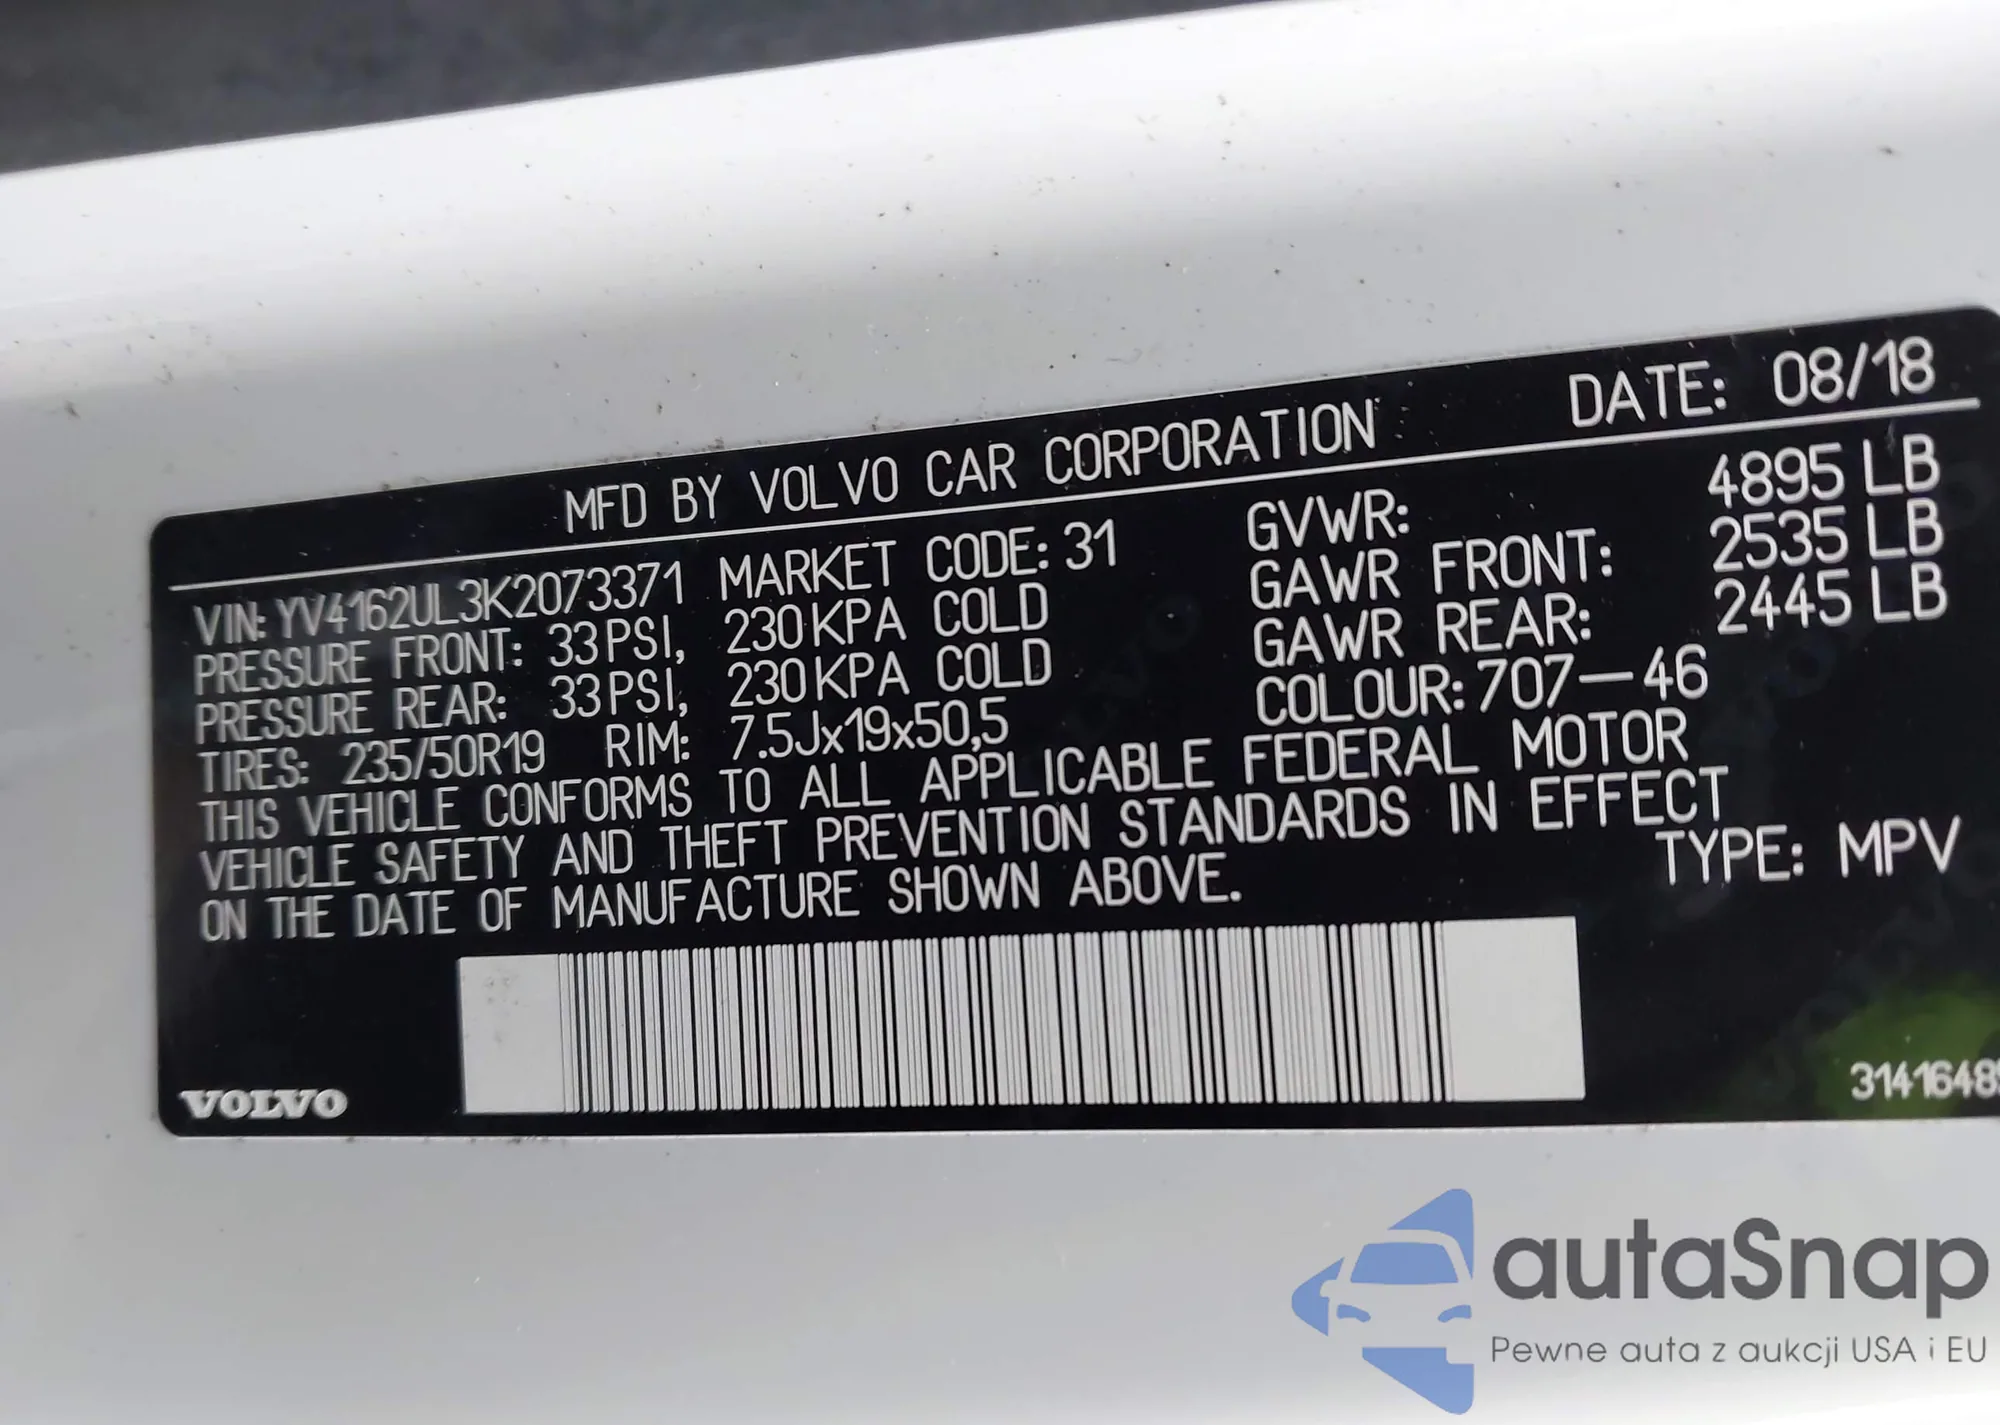 MFD BY VOLVO CAR CORPORATION DATE: 08/18
VIN: YV4162UL3K2073371 MARKET CODE: 31 GVWR: 4895 LB
PRESSURE FRONT: 33 PSI, 230 KPA COLD GAWR FRONT: 2535 LB
PRESSURE REAR: 33 PSI, 230 KPA COLD GAWR REAR: 2445 LB
TIRES: 235/50R19 RIM: 7.5Jx19x50,5 COLOUR: 707-46
THIS VEHICLE CONFORMS TO ALL APPLICABLE FEDERAL MOTOR
VEHICLE SAFETY AND THEFT PREVENTION STANDARDS IN EFFECT
ON THE DATE OF MANUFACTURE SHOWN ABOVE. TYPE: MPV
VOLVO
autaSnap
Pewne auta z aukcji USA i EU